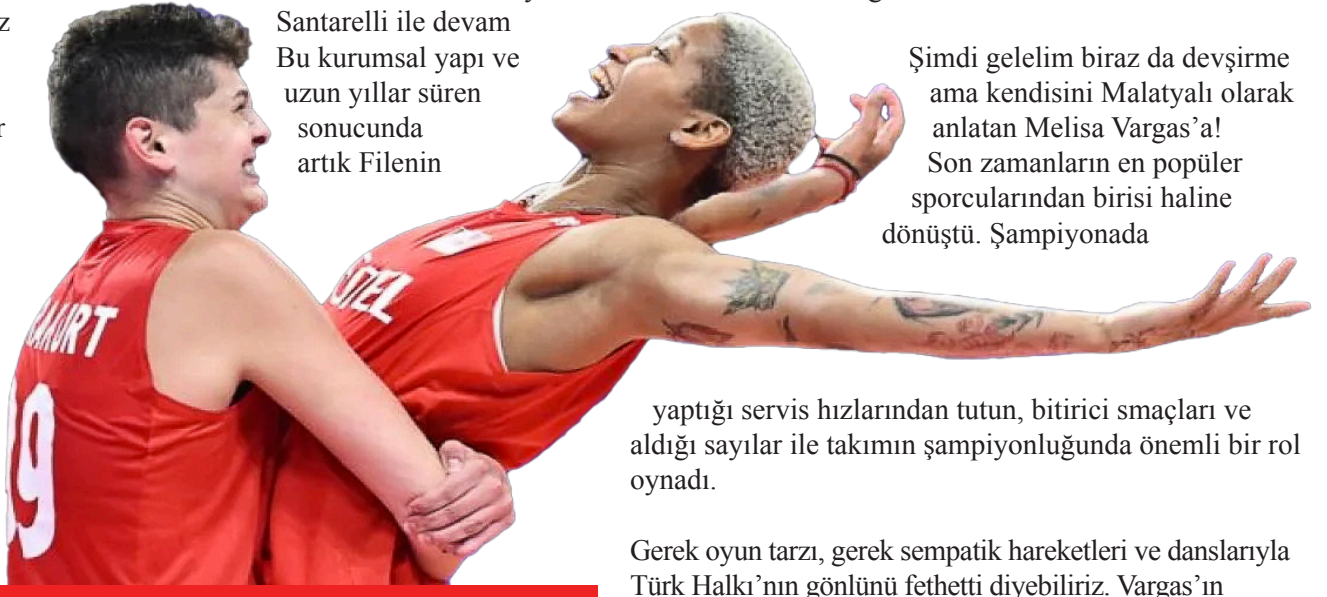 z
r
Santarelli ile devam
Bu kurumsal yapı ve
uzun yıllar süren
sonucunda
artık Filenin
Şimdi gelelim biraz da devşirme
ama kendisini Malatyalı olarak
anlatan Melisa Vargas’a!
Son zamanların en popüler
sporcularından birisi haline
dönüştü. Şampiyonada
yaptığı servis hızlarından tutun, bitirici smaçları ve
aldığı sayılar ile takımın şampiyonluğunda önemli bir rol
oynadı.
Gerek oyun tarzı, gerek sempatik hareketleri ve danslarıyla
Türk Halkı’nın gönlünü fethetti diyebiliriz. Vargas’ın
AKURT
99